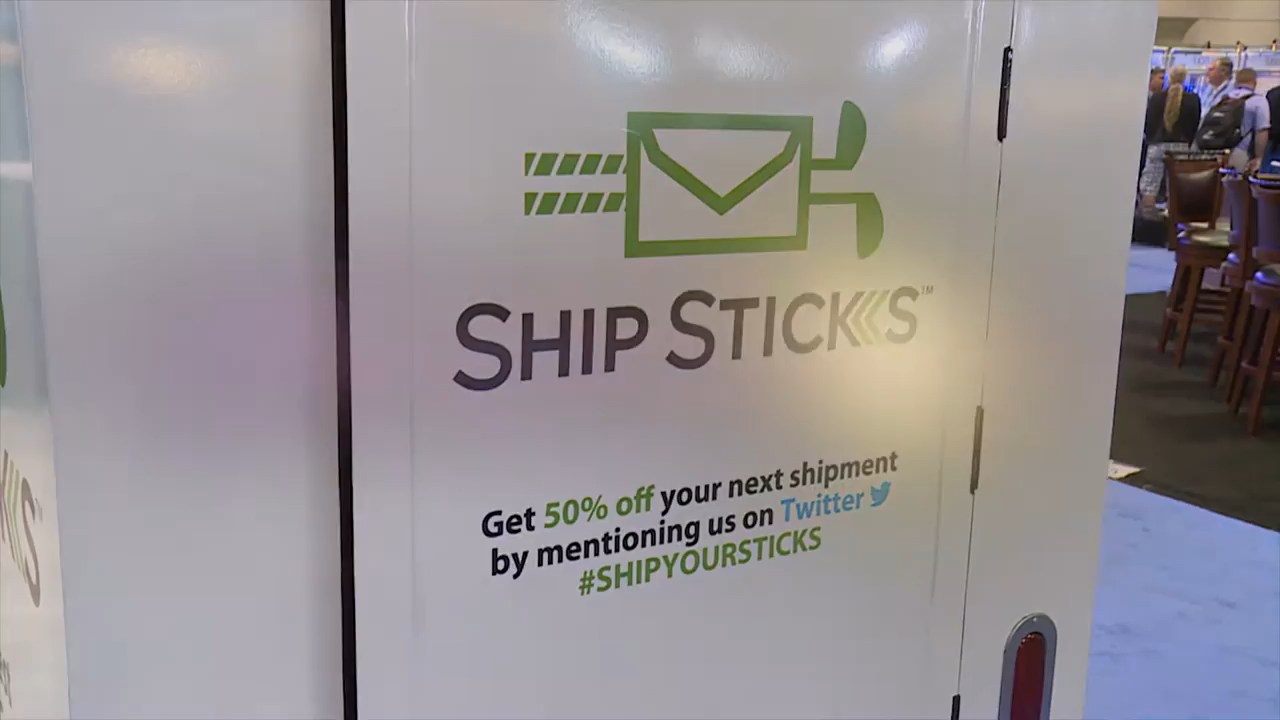 SHIP STICKS™
Get 50% off your next shipment
by mentioning us on Twitter
#SHIPYOURSTICKS